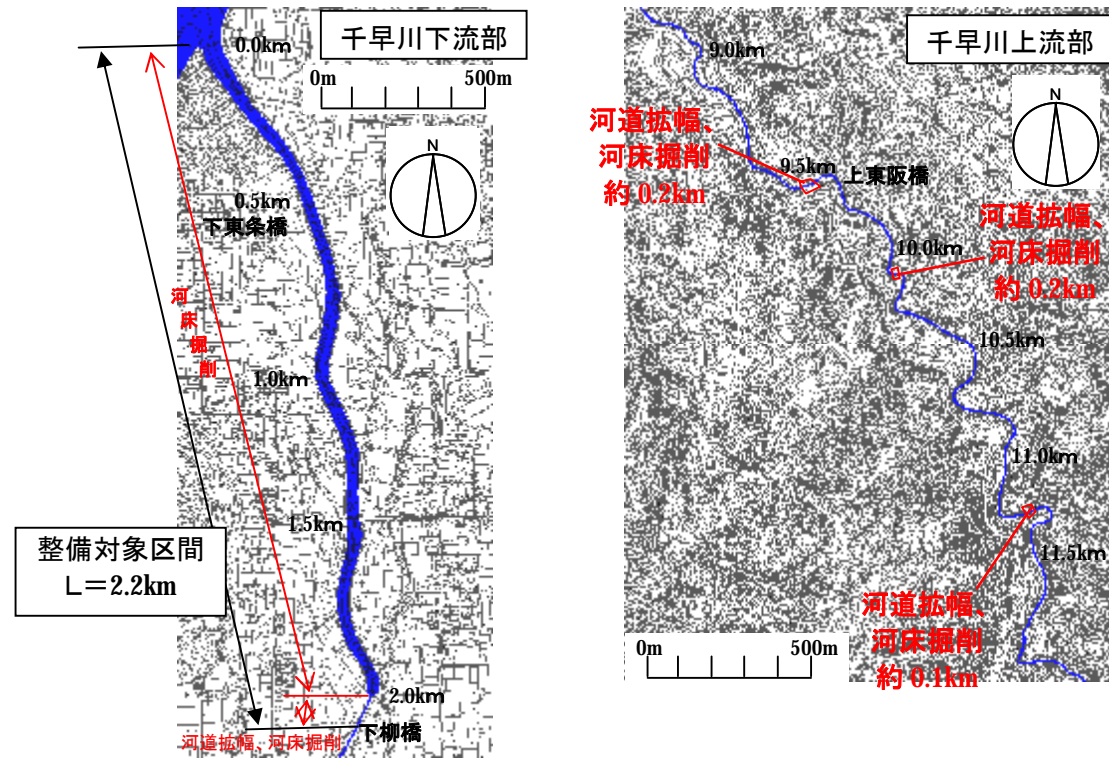 千早川下流部
0.0km
0m 500m
N
0.5km
下東条橋
河
床
掘
削
1.0km
1.5km
整備対象区間
L=2.2km
2.0km
下柳橋
河道拡幅、河床掘削
千早川上流部
9.0km
N
河道拡幅、
河床掘削
約 0.2km
9.5km
上東阪橋
河道拡幅、
河床掘削
約 0.2km
10.0km
10.5km
11.0km
11.5km
河道拡幅、
河床掘削
約 0.1km
0m 500m